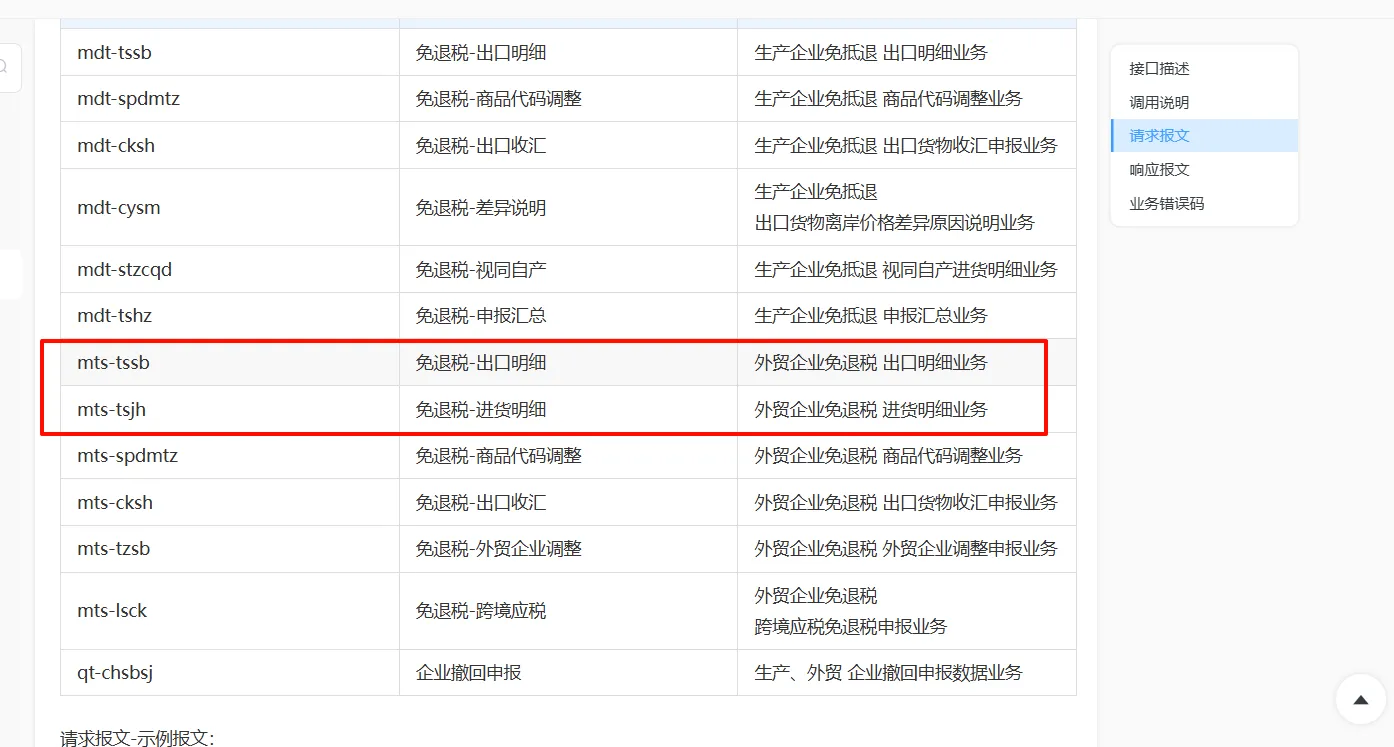 mdt-tssb 免退税-出口明细 生产企业免抵退 出口明细业务
mdt-spdmtz 免退税-商品代码调整 生产企业免抵退 商品代码调整业务
mdt-cksh 免退税-出口收汇 生产企业免抵退 出口货物收汇申报业务
mdt-cysm 免退税-差异说明 生产企业免抵退
出口货物离岸价格差异原因说明业务
mdt-stzcqd 免退税-视同自产 生产企业免抵退 视同自产进货明细业务
mdt-tshz 免退税-申报汇总 生产企业免抵退 申报汇总业务
mts-tssb 免退税-出口明细 外贸企业免退税 出口明细业务
mts-tsjh 免退税-进货明细 外贸企业免退税 进货明细业务
mts-spdmtz 免退税-商品代码调整 外贸企业免退税 商品代码调整业务
mts-cksh 免退税-出口收汇 外贸企业免退税 出口货物收汇申报业务
mts-tzsb 免退税-外贸企业调整 外贸企业免退税 外贸企业调整申报业务
mts-lsck 免退税-跨境应税 外贸企业免退税
跨境应税免退税申报业务
qt-chsbsj 企业撤回申报 生产、外贸 企业撤回申报数据业务
请求报文-示例报文：
接口描述
调用说明
请求报文
响应报文
业务错误码